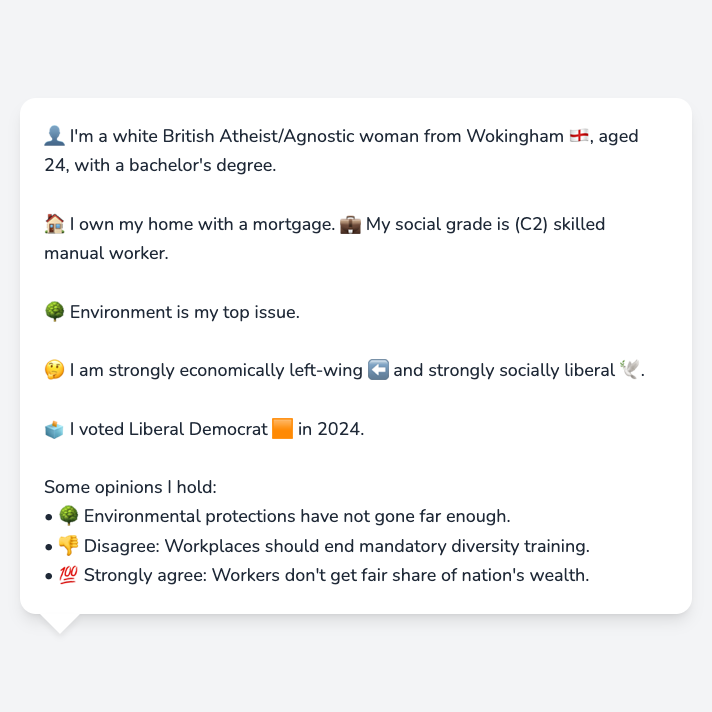 👤 I'm a white British Atheist/Agnostic woman from Wokingham 🏴󠁧󠁢󠁥󠁮󠁧󠁿, aged
24, with a bachelor's degree.
🏠 I own my home with a mortgage. 💼 My social grade is (C2) skilled
manual worker.
🌳 Environment is my top issue.
🤔 I am strongly economically left-wing ⬅️ and strongly socially liberal 🕊️.
🗳️ I voted Liberal Democrat 🟧 in 2024.
Some opinions I hold:
• 🌳 Environmental protections have not gone far enough.
• 👎 Disagree: Workplaces should end mandatory diversity training.
• 💯 Strongly agree: Workers don't get fair share of nation's wealth.